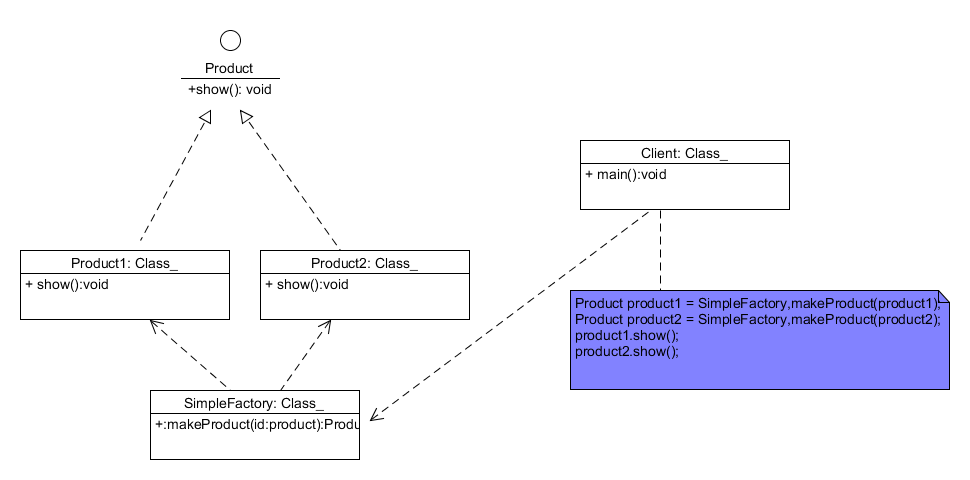 Product
+show(): void
Client: Class_
+ main():void
Product1: Class_
+ show():void
Product2: Class_
+ show():void
Product product1 = SimpleFactory,makeProduct(product1);
Product product2 = SimpleFactory,makeProduct(product2);
product1.show();
product2.show();
SimpleFactory: Class_
+:makeProduct(id:product):Produ